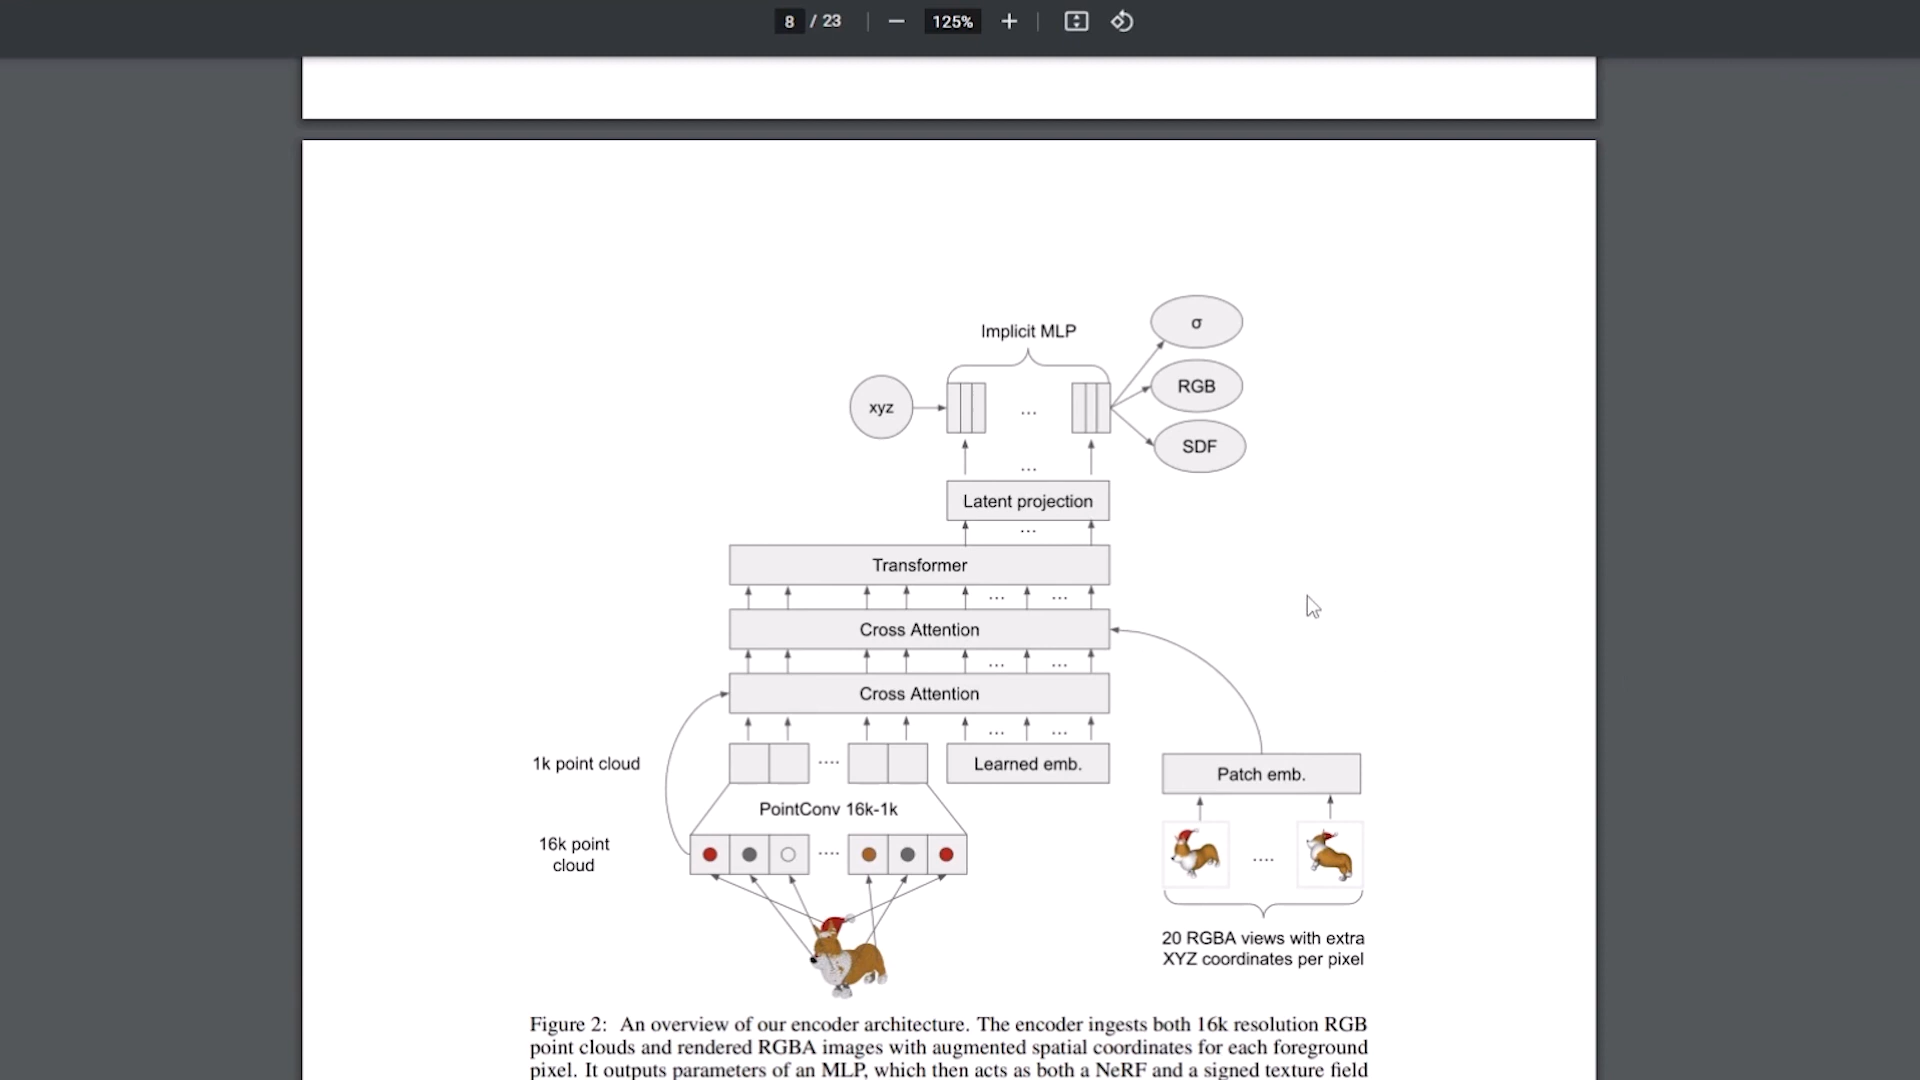 8 / 23
125%
Implicit MLP
σ
xyz
RGB
...
SDF
...
Latent projection
...
Transformer
... ...
Cross Attention
... ...
Cross Attention
... ...
1k point cloud
....
Learned emb.
Patch emb.
PointConv 16k-1k
16k point
cloud
....
....
20 RGBA views with extra
XYZ coordinates per pixel
Figure 2: An overview of our encoder architecture. The encoder ingests both 16k resolution RGB
point clouds and rendered RGBA images with augmented spatial coordinates for each foreground
pixel. It outputs parameters of an MLP, which then acts as both a NeRF and a signed texture field